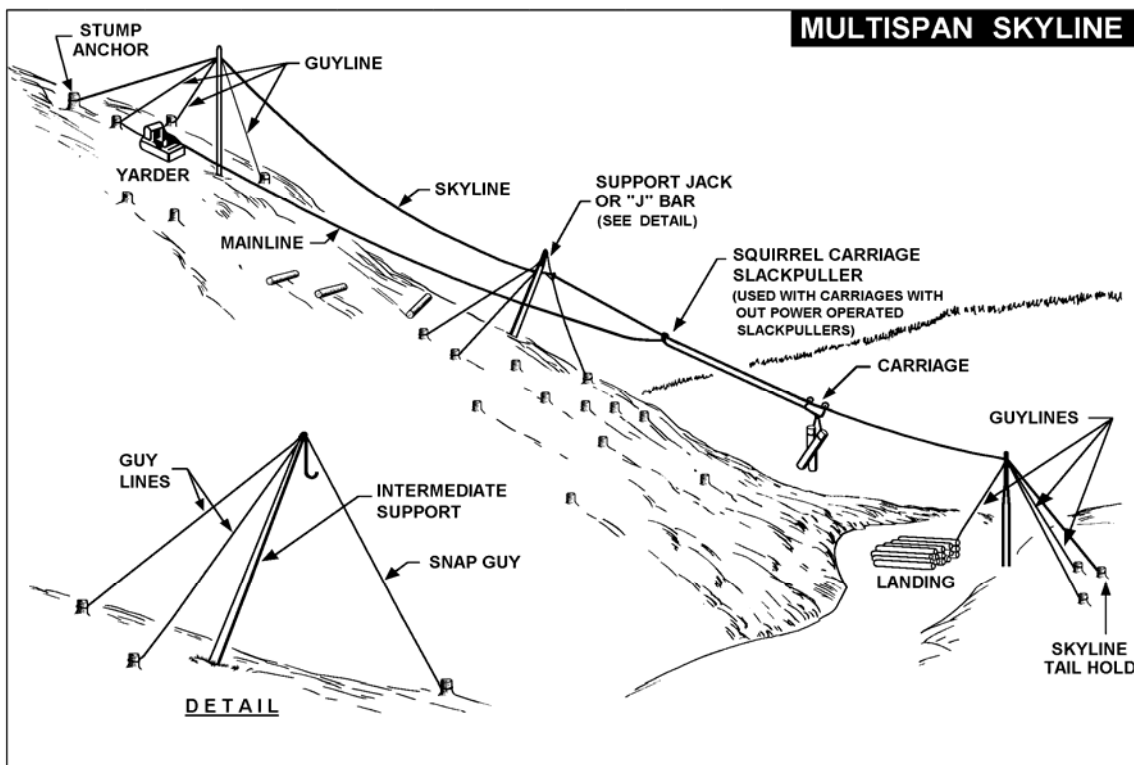 MULTISPAN SKYLINE
STUMP
ANCHOR
GUYLINE
YARDER
SKYLINE
SUPPORT JACK
OR "J" BAR
(SEE DETAIL)
MAINLINE
SQUIRREL CARRIAGE
SLACKPULLER
(USED WITH CARRIAGES WITH
OUT POWER OPERATED
SLACKPULLERS)
CARRIAGE
GUYLINES
GUY
LINES
INTERMEDIATE
SUPPORT
SNAP GUY
LANDING
SKYLINE
TAIL HOLD
DETAIL